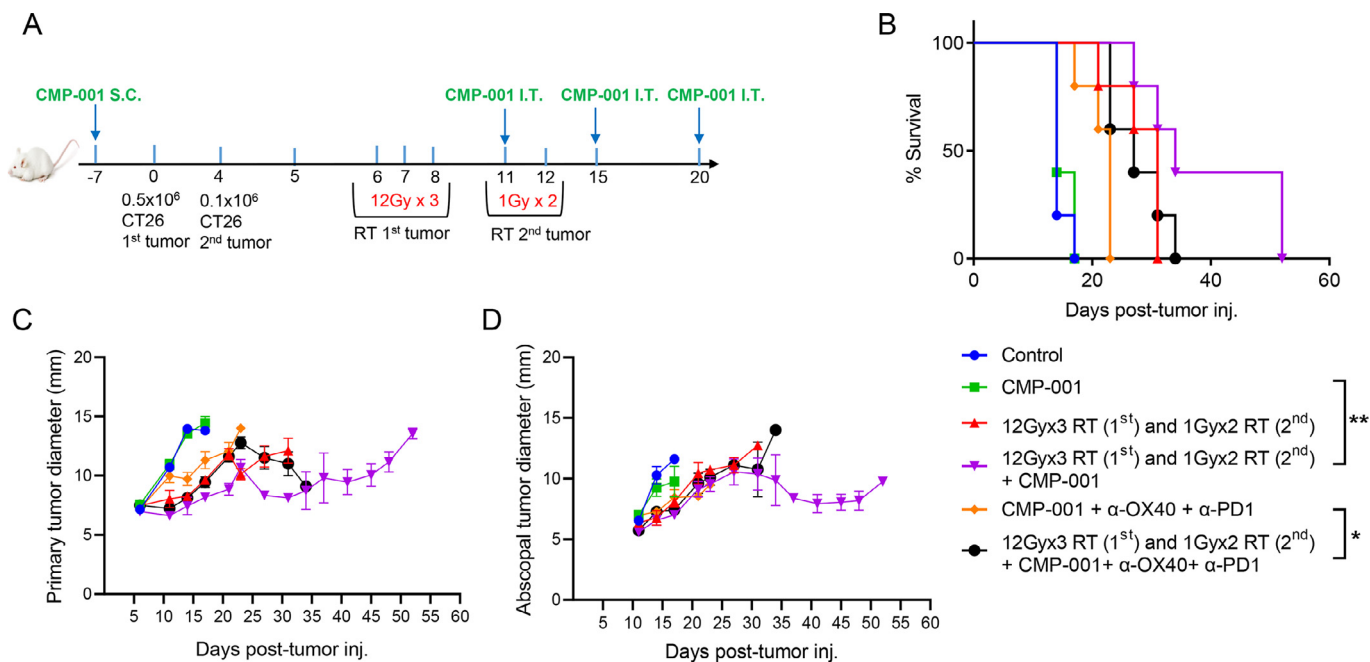 A
CMP-001 S.C.
CMP-001 I.T.
CMP-001 I.T.
CMP-001 I.T.
-7
0
4
5
6
7
8
11
12
15
20
0.5x10⁶
CT26
1ˢᵗ tumor
0.1x10⁶
CT26
2ⁿᵈ tumor
12Gy x 3
RT 1ˢᵗ tumor
1Gy x 2
RT 2ⁿᵈ tumor
B
% Survival
100
50
0
0
20
40
60
Days post-tumor inj.
C
Primary tumor diameter (mm)
20
15
10
5
0
5 10 15 20 25 30 35 40 45 50 55 60
Days post-tumor inj.
D
Abscopal tumor diameter (mm)
20
15
10
5
0
5 10 15 20 25 30 35 40 45 50 55 60
Days post-tumor inj.
Control
CMP-001
12Gyx3 RT (1ˢᵗ) and 1Gyx2 RT (2ⁿᵈ)
12Gyx3 RT (1ˢᵗ) and 1Gyx2 RT (2ⁿᵈ)
+ CMP-001
CMP-001 + α-OX40 + α-PD1
12Gyx3 RT (1ˢᵗ) and 1Gyx2 RT (2ⁿᵈ)
+ CMP-001+ α-OX40+ α-PD1
**
*